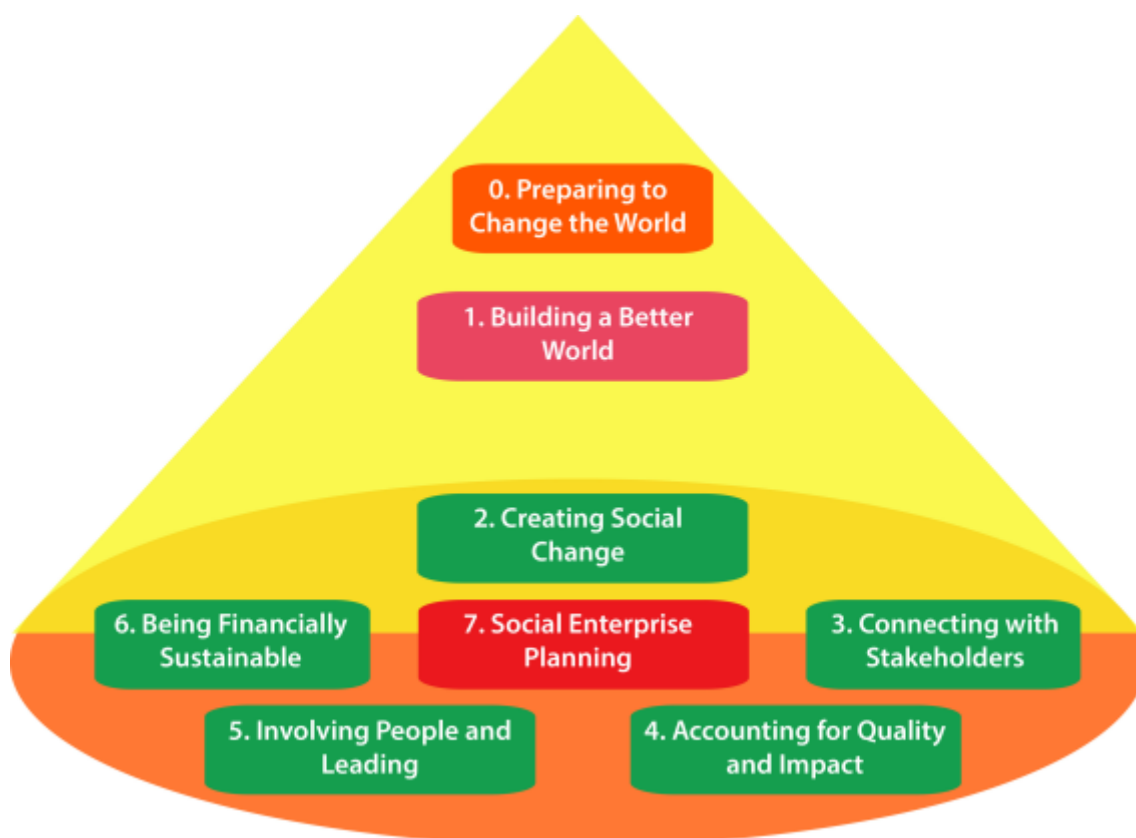 0. Preparing to
Change the World
1. Building a Better
World
2. Creating Social
Change
6. Being Financially
Sustainable
7. Social Enterprise
Planning
3. Connecting with
Stakeholders
5. Involving People and
Leading
4. Accounting for Quality
and Impact